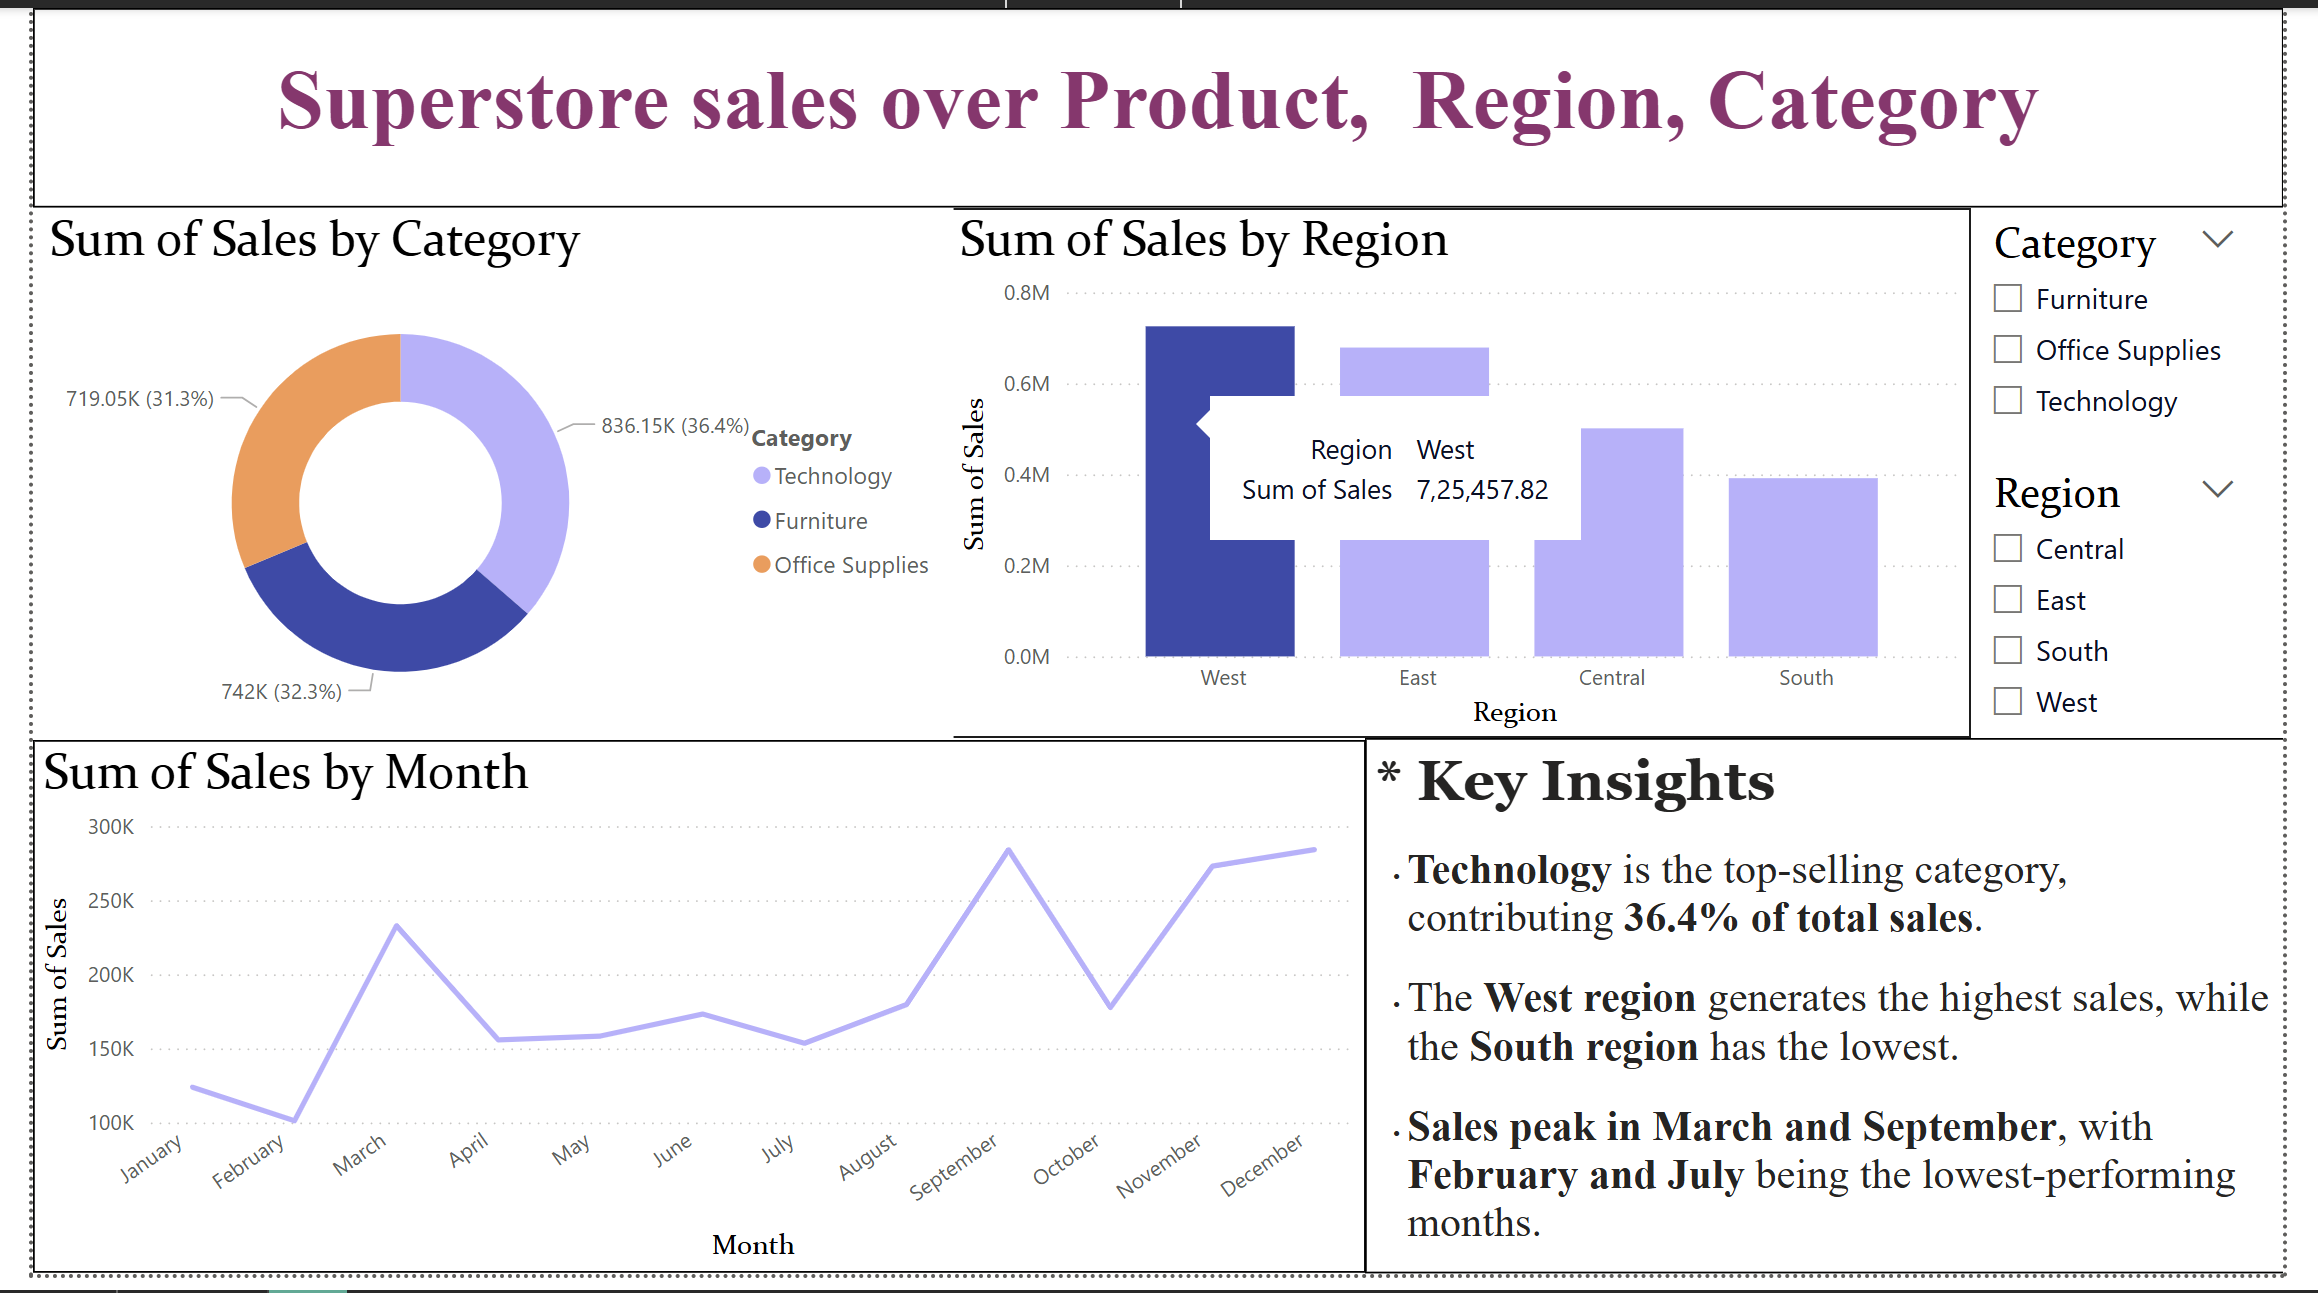 Superstore sales over Product, Region, Category
Sum of Sales by Category
719.05K (31.3%)
836.15K (36.4%)
742K (32.3%)
Category
Technology
Furniture
Office Supplies
Sum of Sales by Region
Sum of Sales
0.8M
0.6M
0.4M
0.2M
0.0M
Region West
Sum of Sales 7,25,457.82
West
East
Central
South
Region
Category
Furniture
Office Supplies
Technology
Region
Central
East
South
West
Sum of Sales by Month
Sum of Sales
300K
250K
200K
150K
100K
January
February
March
April
May
June
July
August
September
October
November
December
Month
* Key Insights
· Technology is the top-selling category,
contributing 36.4% of total sales.
· The West region generates the highest sales, while
the South region has the lowest.
· Sales peak in March and September, with
February and July being the lowest-performing
months.